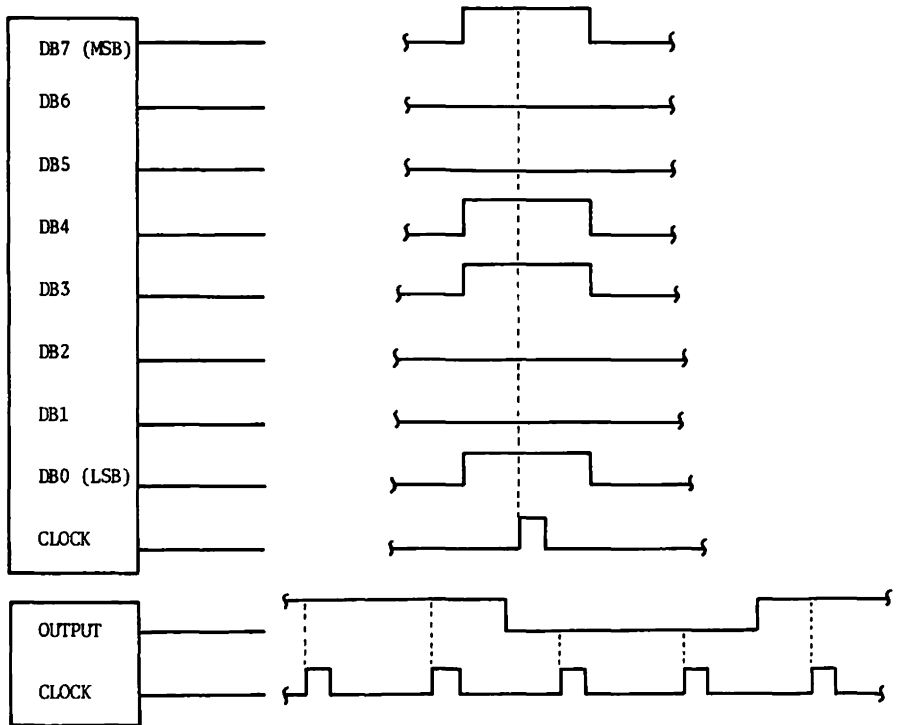 DB7 (MSB)
DB6
DB5
DB4
DB3
DB2
DB1
DB0 (LSB)
CLOCK
OUTPUT
CLOCK